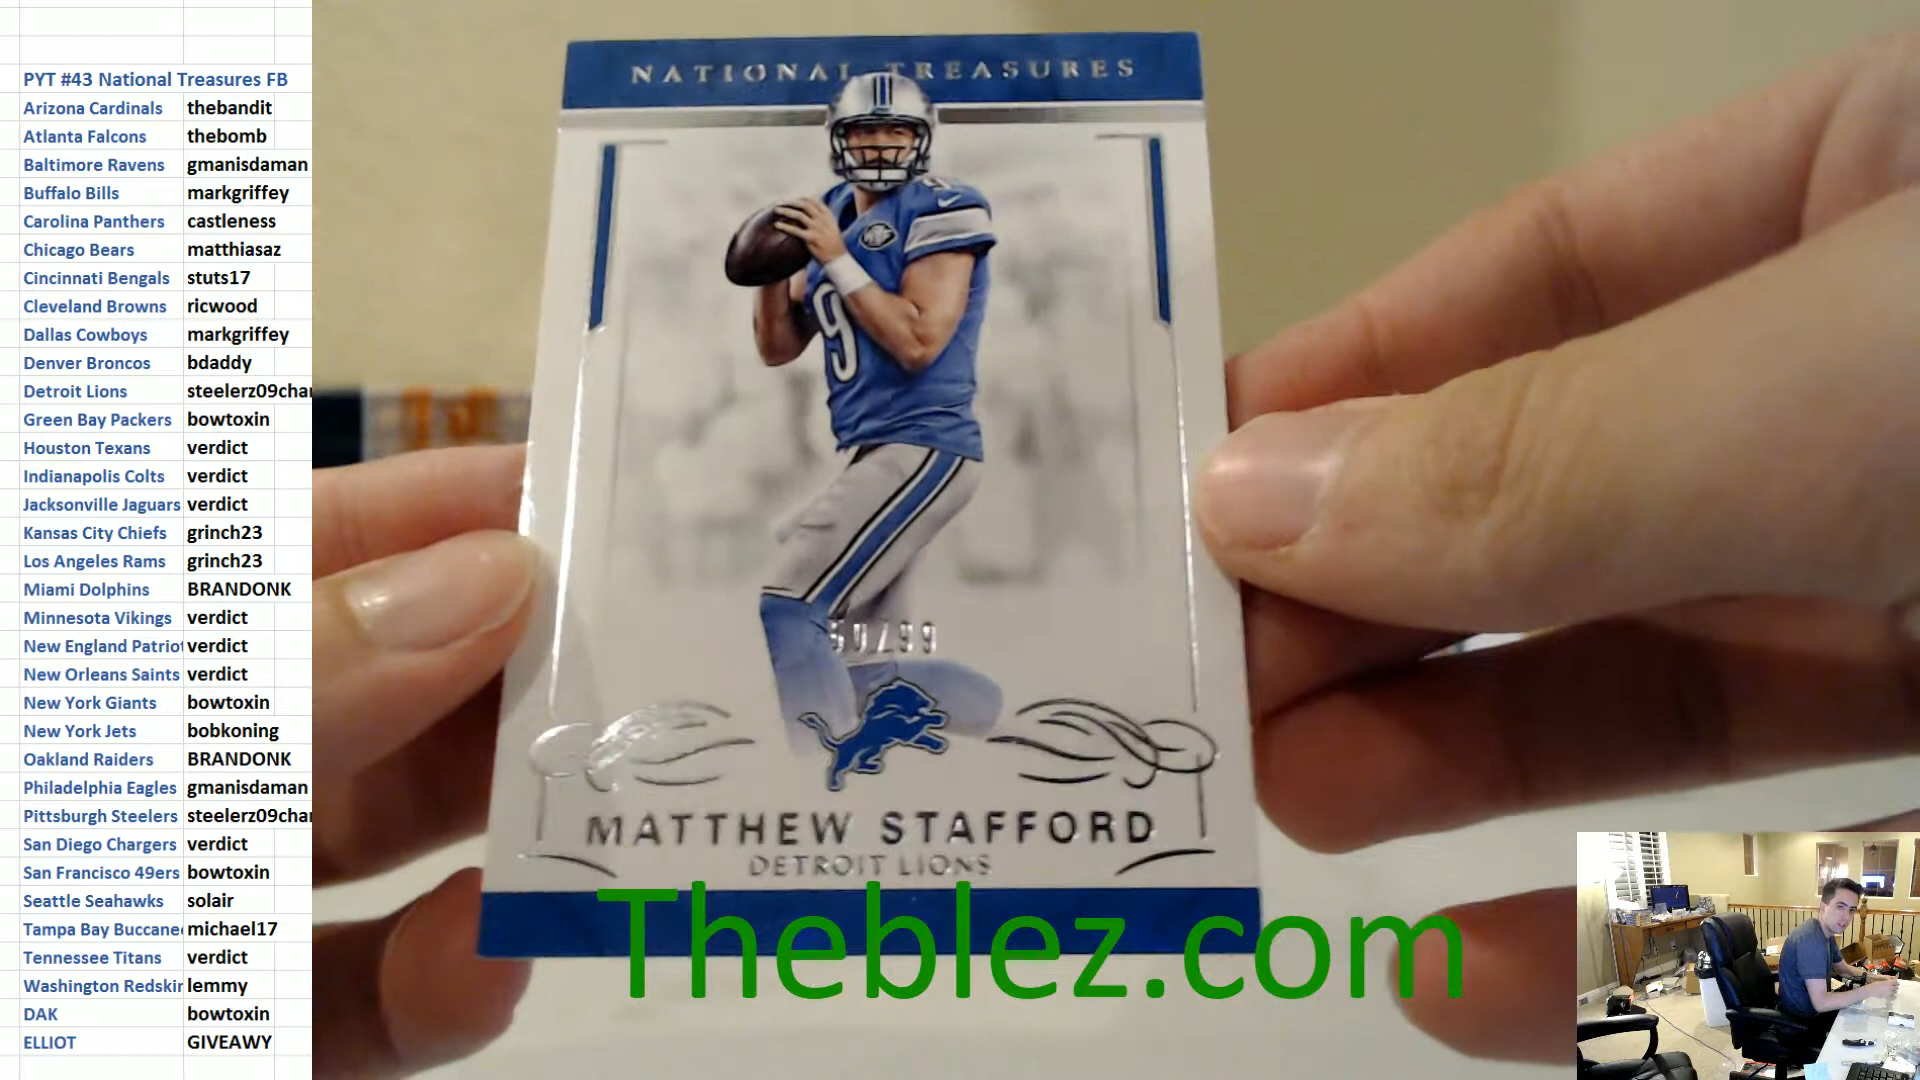 PYT #43 National Treasures FB
Arizona Cardinals thebandit
Atlanta Falcons thebomb
Baltimore Ravens gmanisdaman
Buffalo Bills markgriffey
Carolina Panthers castleness
Chicago Bears matthiasaz
Cincinnati Bengals stuts17
Cleveland Browns ricwood
Dallas Cowboys markgriffey
Denver Broncos bdaddy
Detroit Lions steelerz09char
Green Bay Packers bowtoxin
Houston Texans verdict
Indianapolis Colts verdict
Jacksonville Jaguars verdict
Kansas City Chiefs grinch23
Los Angeles Rams grinch23
Miami Dolphins BRANDONK
Minnesota Vikings verdict
New England Patriot verdict
New Orleans Saints verdict
New York Giants bowtoxin
New York Jets bobkoning
Oakland Raiders BRANDONK
Philadelphia Eagles gmanisdaman
Pittsburgh Steelers steelerz09char
San Diego Chargers verdict
San Francisco 49ers bowtoxin
Seattle Seahawks solair
Tampa Bay Buccanee michael17
Tennessee Titans verdict
Washington Redskin lemmy
DAK bowtoxin
ELLIOT GIVEAWY
NATIONAL TREASURES
9
9
MATTHEW STAFFORD
DETROIT LIONS
Theblez.com